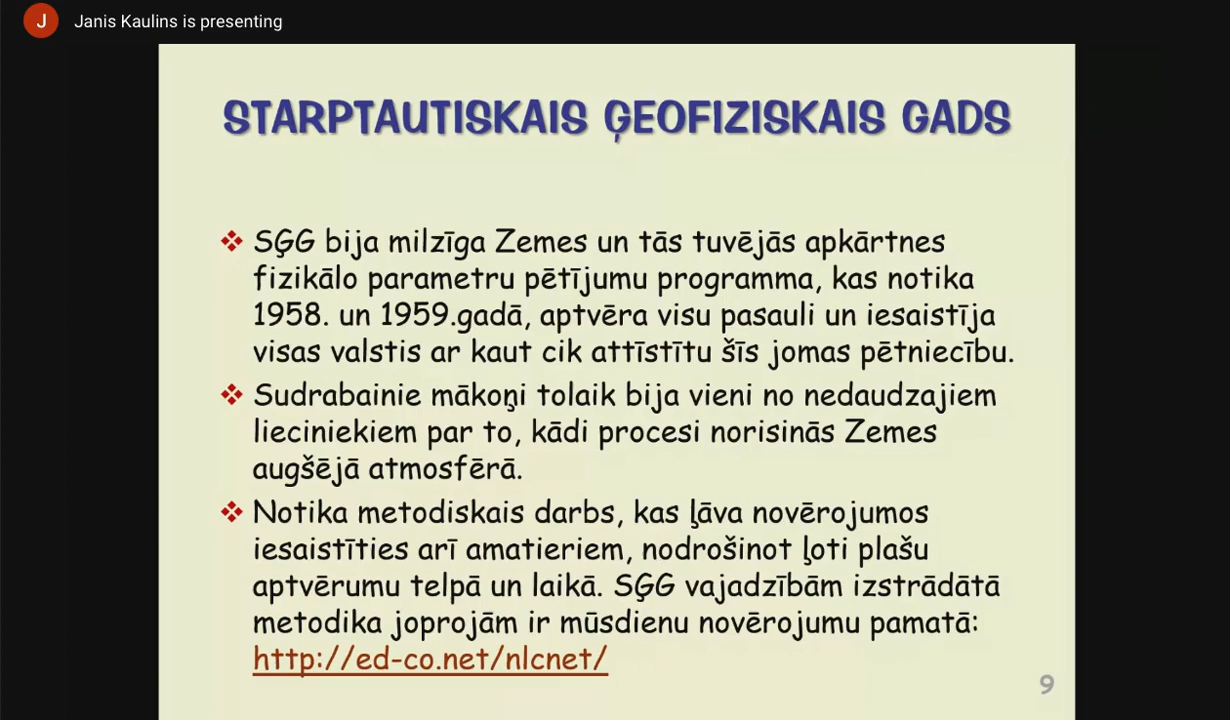 J
Janis Kaulins is presenting
STARPTAUTISKAIS ĢEOFIZISKAIS GADS
❖ SĢG bija milzīga Zemes un tās tuvējās apkārtnes
fizikālo parametru pētījumu programma, kas notika
1958. un 1959.gadā, aptvēra visu pasauli un iesaistīja
visas valstis ar kaut cik attīstītu šīs jomas pētniecību.
❖ Sudrabainie mākoņi tolaik bija vieni no nedaudzajiem
lieciniekiem par to, kādi procesi norisinās Zemes
augšējā atmosfērā.
❖ Notika metodiskais darbs, kas ļāva novērojumos
iesaistīties arī amatieriem, nodrošinot ļoti plašu
aptvērumu telpā un laikā. SĢG vajadzībām izstrādātā
metodika joprojām ir mūsdienu novērojumu pamatā:
http://ed-co.net/nlcnet/
9